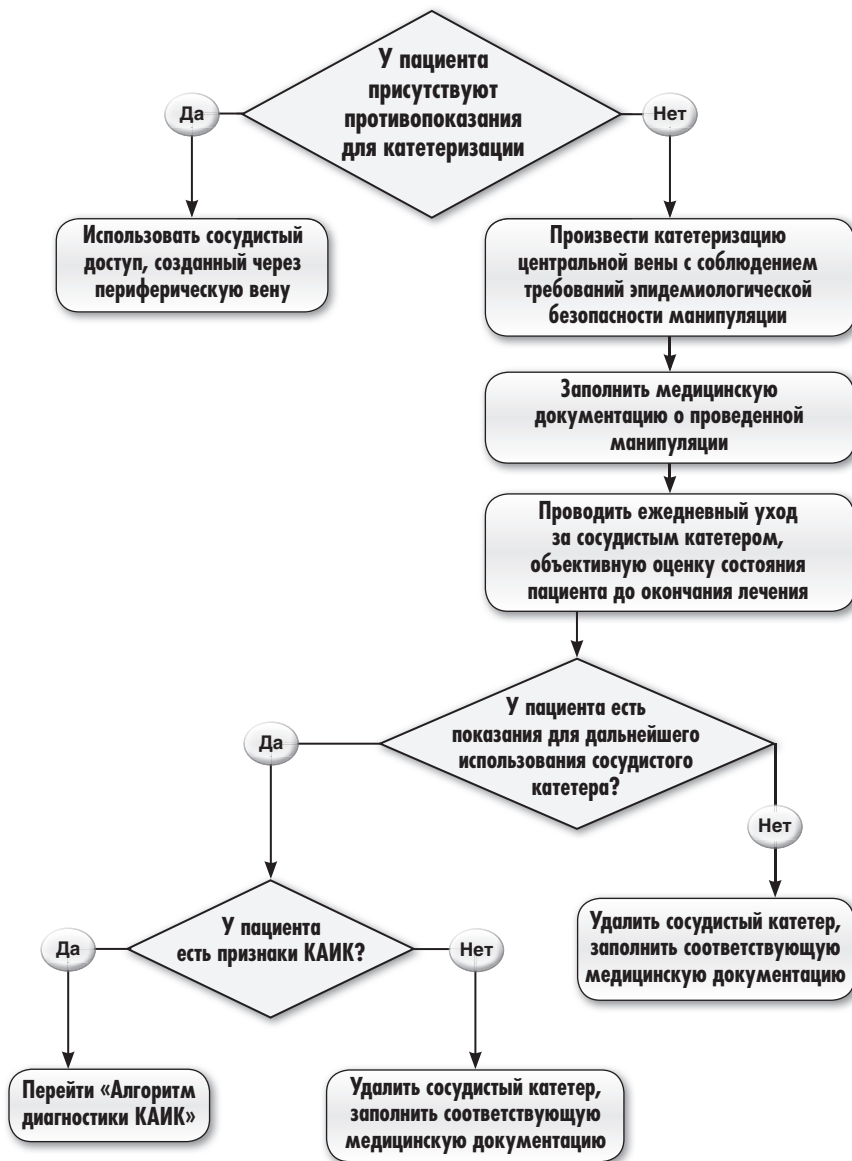 У пациента
присутствуют
противопоказания
для катетеризации
Да
Нет
Использовать сосудистый
доступ, созданный через
периферическую вену
Произвести катетеризацию
центральной вены с соблюдением
требований эпидемиологической
безопасности манипуляции
Заполнить медицинскую
документацию о проведенной
манипуляции
Проводить ежедневный уход
за сосудистым катетером,
объективную оценку состояния
пациента до окончания лечения
У пациента есть
показания для дальнейшего
использования сосудистого
катетера?
Да
Нет
У пациента
есть признаки КАИК?
Удалить сосудистый катетер,
заполнить соответствующую
медицинскую документацию
Да
Нет
Перейти «Алгоритм
диагностики КАИК»
Удалить сосудистый катетер,
заполнить соответствующую
медицинскую документацию